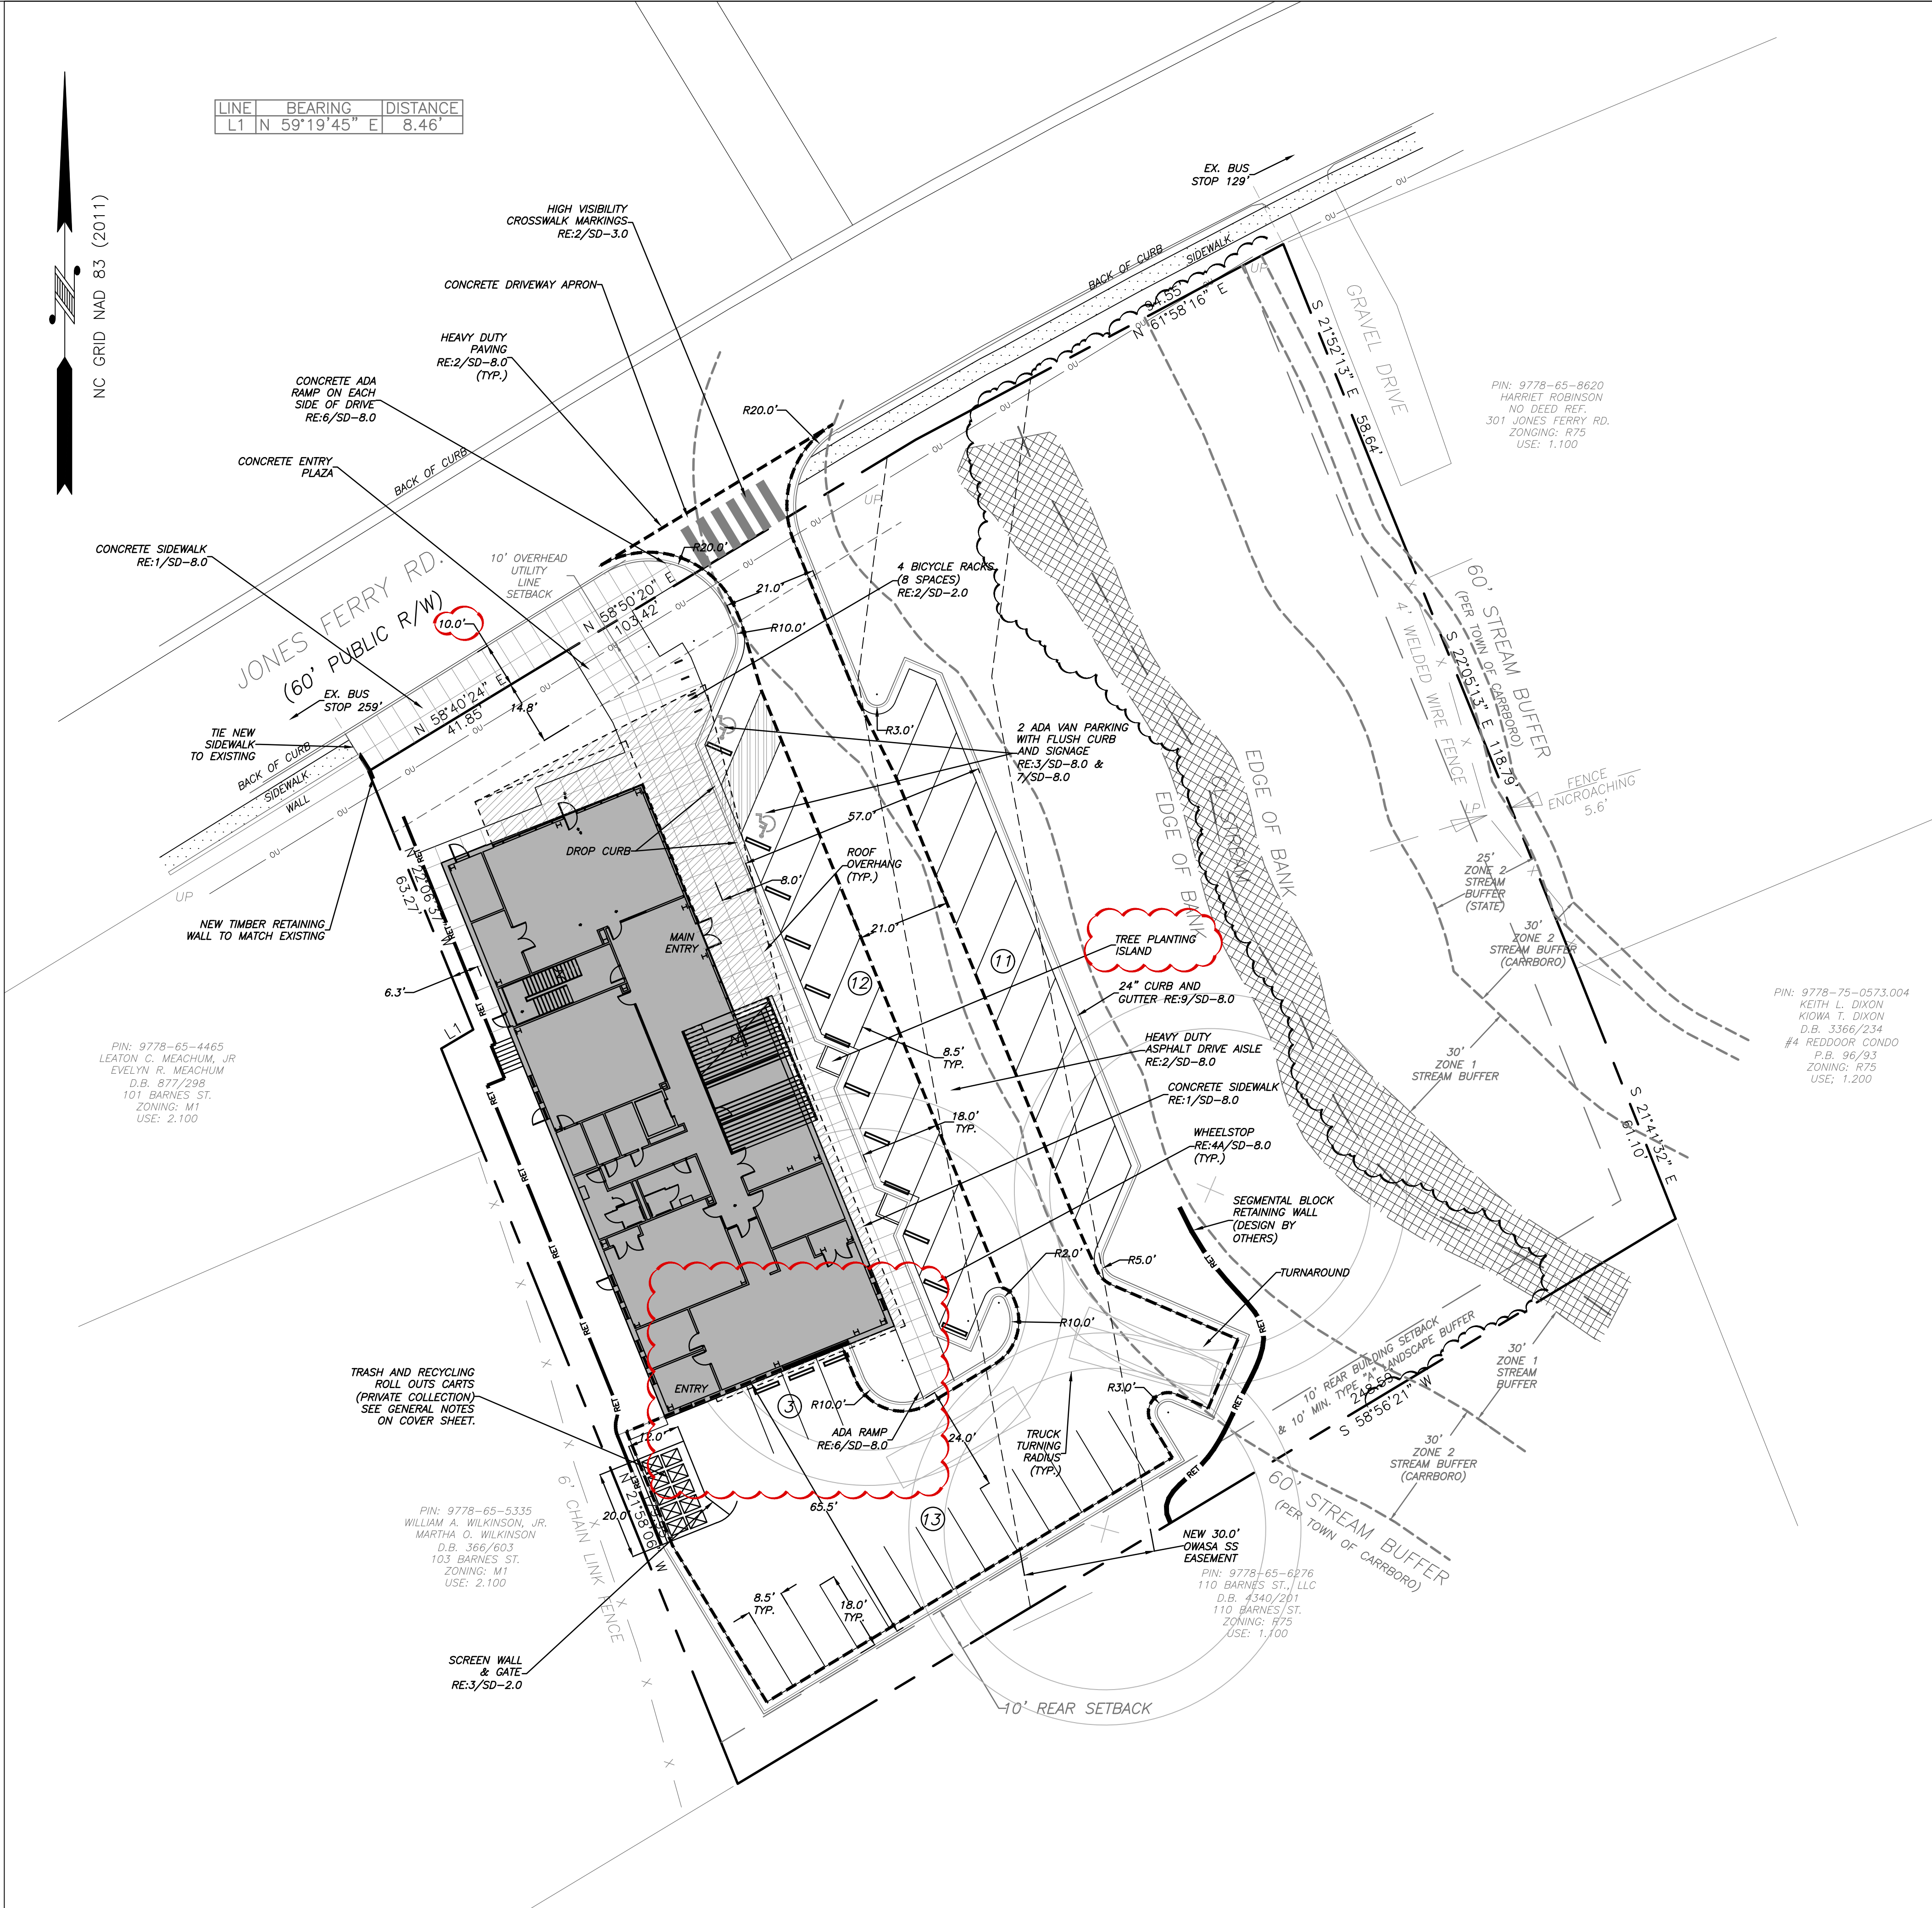 LINE BEARING DISTANCE
L1 N 59°19'45" E 8.46'
NC GRID NAD 83 (2011)
EX. BUS
STOP 129'
HIGH VISIBILITY
CROSSWALK MARKINGS
RE:2/SD-3.0
CONCRETE DRIVEWAY APRON
HEAVY DUTY
PAVING
RE:2/SD-8.0
(TYP.)
CONCRETE ADA
RAMP ON EACH
SIDE OF DRIVE
RE:6/SD-8.0
CONCRETE ENTRY
PLAZA
CONCRETE SIDEWALK
RE:1/SD-8.0
BACK OF CURB
BACK OF CURB
SIDEWALK
94.55'
N 61°58'16" E
UP
OU
GRAVEL DRIVE
S 21°52'13" E 58.64'
PIN: 9778-65-8620
HARRIET ROBINSON
NO DEED REF.
301 JONES FERRY RD.
ZONGING: R75
USE: 1.100
R20.0'
UP
R20.0'
JONES FERRY RD.
(60' PUBLIC R/W)
10.0'
10' OVERHEAD
UTILITY
LINE
SETBACK
N 58°50'20" E
103.42'
21.0'
R10.0'
4 BICYCLE RACKS
(8 SPACES)
RE:2/SD-2.0
EX. BUS
STOP 259'
N 58°40'24" E
41.85'
14.8'
TIE NEW
SIDEWALK
TO EXISTING
BACK OF CURB
SIDEWALK
WALL
UP
NEW TIMBER RETAINING
WALL TO MATCH EXISTING
R3.0'
2 ADA VAN PARKING
WITH FLUSH CURB
AND SIGNAGE
RE:3/SD-8.0 &
7/SD-8.0
57.0'
DROP CURB
8.0'
ROOF
OVERHANG
(TYP.)
21.0'
MAIN
ENTRY
12
11
TREE PLANTING
ISLAND
24" CURB AND
GUTTER RE:9/SD-8.0
8.5'
TYP.
HEAVY DUTY
ASPHALT DRIVE AISLE
RE:2/SD-8.0
CONCRETE SIDEWALK
RE:1/SD-8.0
18.0'
TYP.
WHEELSTOP
RE:4A/SD-8.0
(TYP.)
SEGMENTAL BLOCK
RETAINING WALL
(DESIGN BY
OTHERS)
EDGE OF BANK
EDGE OF BANK
60' STREAM BUFFER
(PER TOWN OF CARRBORO)
4' WELDED WIRE FENCE
S 22°05'13" E 118.79'
LP
FENCE
ENCROACHING
5.6'
25'
ZONE 2
STREAM
BUFFER
(STATE)
30'
ZONE 2
STREAM BUFFER
(CARRBORO)
30'
ZONE 1
STREAM BUFFER
S 21°41'32" E
61.10'
PIN: 9778-75-0573.004
KEITH L. DIXON
KIOWA T. DIXON
D.B. 3366/234
#4 REDDOOR CONDO
P.B. 96/93
ZONING: R75
USE; 1.200
N 22°06'37" W
63.27'
RET
6.3'
L1
PIN: 9778-65-4465
LEATON C. MEACHUM, JR
EVELYN R. MEACHUM
D.B. 877/298
101 BARNES ST.
ZONING: M1
USE: 2.100
R2.0'
R5.0'
TURNAROUND
R10.0'
R3.0'
10' REAR BUILDING SETBACK
& 10' MIN. TYPE "A" LANDSCAPE BUFFER
248.59'
S 58°56'21" W
30'
ZONE 1
STREAM
BUFFER
30'
ZONE 2
STREAM BUFFER
(CARRBORO)
60' STREAM BUFFER
(PER TOWN OF CARRBORO)
TRASH AND RECYCLING
ROLL OUTS CARTS
(PRIVATE COLLECTION)
SEE GENERAL NOTES
ON COVER SHEET.
ENTRY
3
R10.0'
ADA RAMP
RE:6/SD-8.0
24.0'
TRUCK
TURNING
RADIUS
(TYP.)
12.0'
20.0'
N 21°58'06" W
65.5'
13
NEW 30.0'
OWASA SS
EASEMENT
PIN: 9778-65-6276
110 BARNES ST., LLC
D.B. 4340/201
110 BARNES ST.
ZONING: R75
USE: 1.100
PIN: 9778-65-5335
WILLIAM A. WILKINSON, JR.
MARTHA O. WILKINSON
D.B. 366/603
103 BARNES ST.
ZONING: M1
USE: 2.100
6' CHAIN LINK FENCE
8.5'
TYP.
18.0'
TYP.
SCREEN WALL
& GATE
RE:3/SD-2.0
10' REAR SETBACK